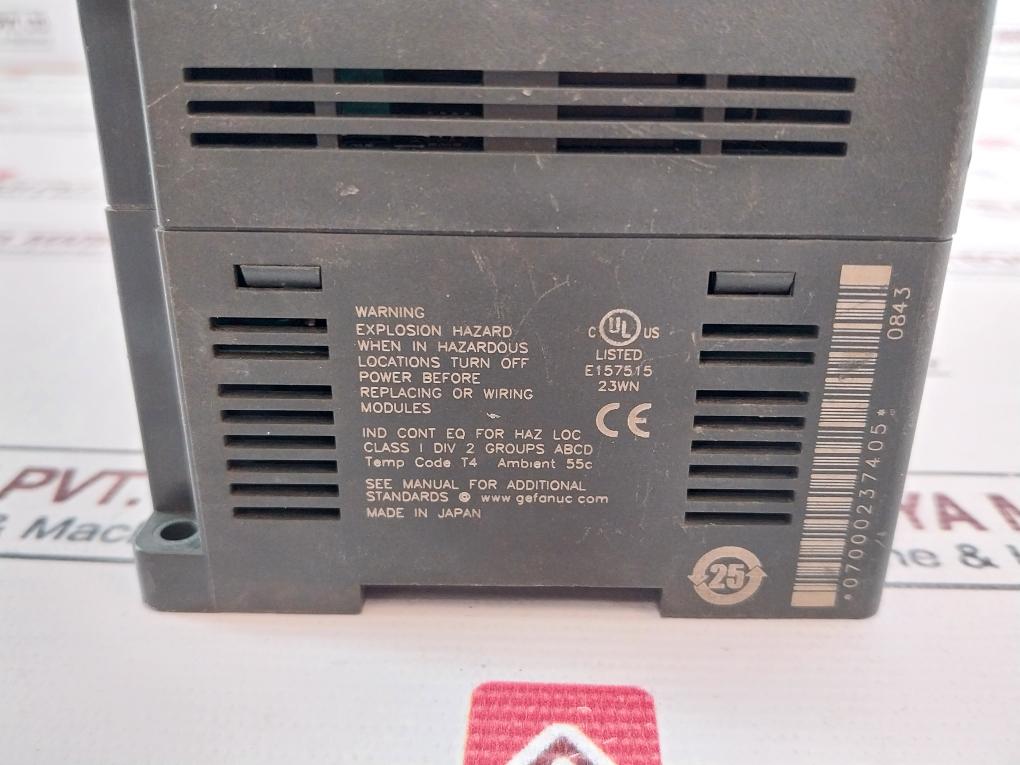 WARNING
EXPLOSION HAZARD
WHEN IN HAZARDOUS
LOCATIONS TURN OFF
POWER BEFORE
REPLACING OR WIRING
MODULES
IND CONT EQ FOR HAZ LOC
CLASS I DIV 2 GROUPS ABCD
Temp Code T4 Ambient 55c
SEE MANUAL FOR ADDITIONAL
STANDARDS @ www.gefanuc.com
MADE IN JAPAN
C UL US
LISTED
E157515
23WN
CE
25
*0700002237405*
0843
PVT.
& Mac
YA M
ne &